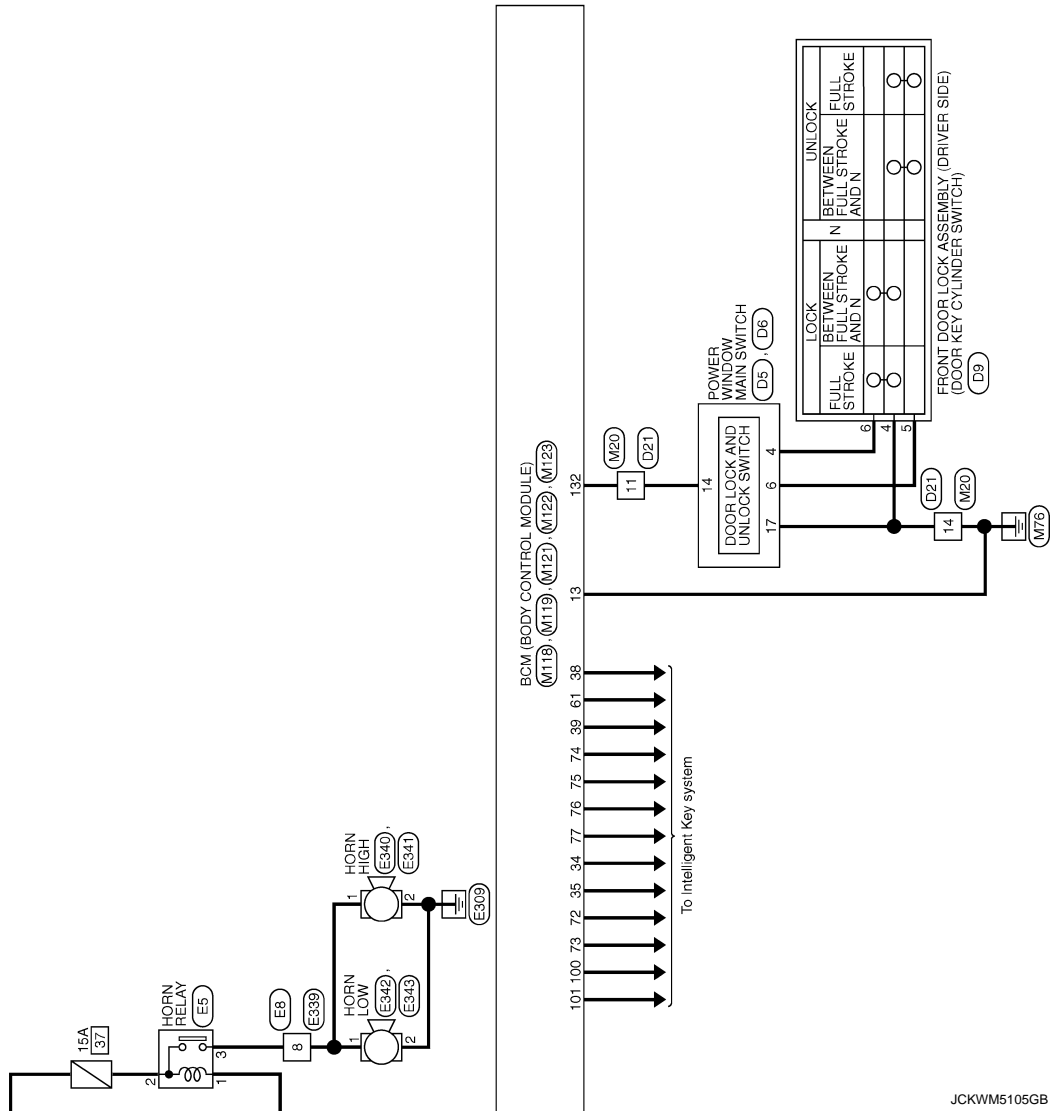 15A
37
HORN
RELAY
E5
2
3
1
E8
8
E339
HORN
LOW
E342 ,
E343
1
2
HORN
HIGH
E340 ,
E341
1
2
E309
BCM (BODY CONTROL MODULE)
M118 , M119 , M121 , M122 , M123
101
100
73
72
35
34
77
76
75
74
39
61
38
13
132
To Intelligent Key system
M20
11
D21
POWER
WINDOW
MAIN SWITCH
D5 , D6
14
DOOR LOCK AND
UNLOCK SWITCH
17
6
4
D21
14
M20
M76
6
4
5
LOCK
N
UNLOCK
FULL
STROKE
BETWEEN
FULL STROKE
AND N
BETWEEN
FULL STROKE
AND N
FULL
STROKE
FRONT DOOR LOCK ASSEMBLY (DRIVER SIDE)
(DOOR KEY CYLINDER SWITCH)
D9
JCKWM5105GB